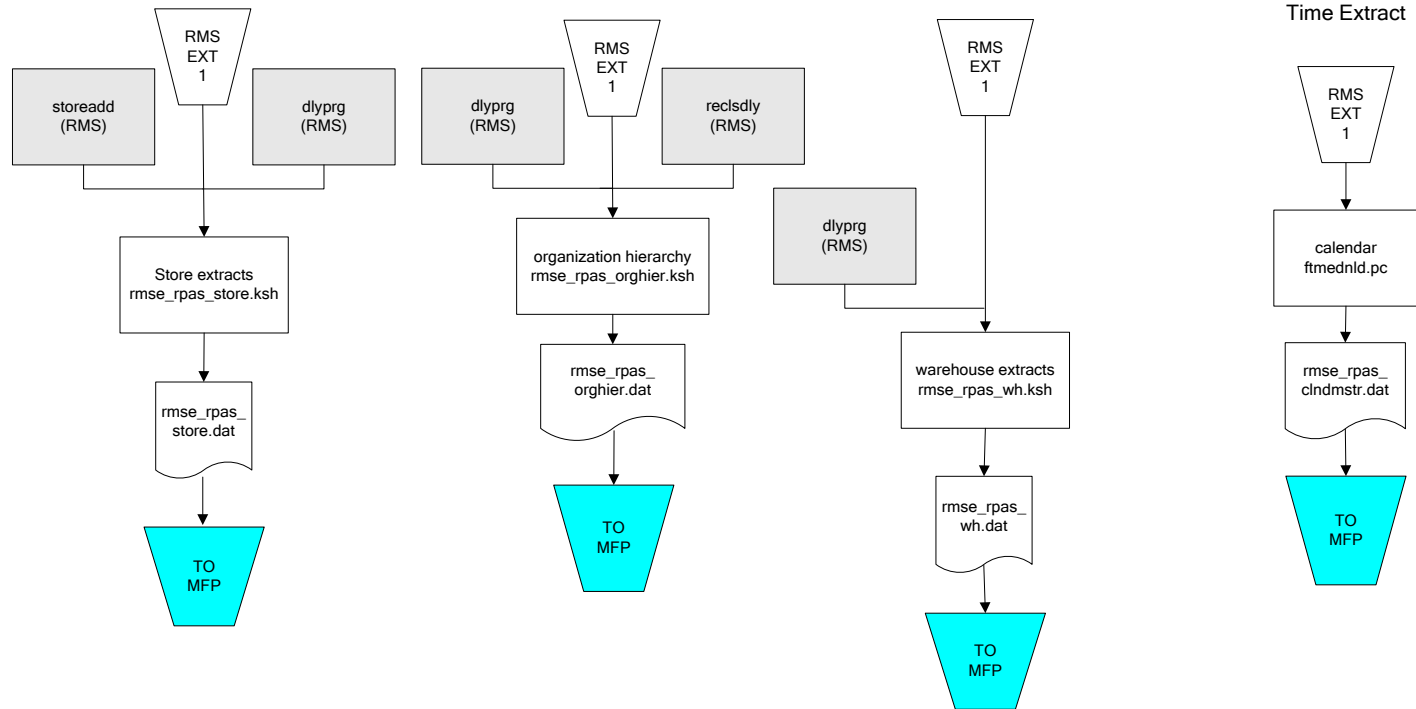 Time Extract
RMS
EXT
1
storeadd
(RMS)
dlyprg
(RMS)
Store extracts
rmse_rpas_store.ksh
rmse_rpas_
store.dat
TO
MFP
RMS
EXT
1
dlyprg
(RMS)
reclsdly
(RMS)
organization hierarchy
rmse_rpas_orghier.ksh
rmse_rpas_
orghier.dat
TO
MFP
RMS
EXT
1
dlyprg
(RMS)
warehouse extracts
rmse_rpas_wh.ksh
rmse_rpas_
wh.dat
TO
MFP
RMS
EXT
1
calendar
ftmednld.pc
rmse_rpas_
clndmstr.dat
TO
MFP